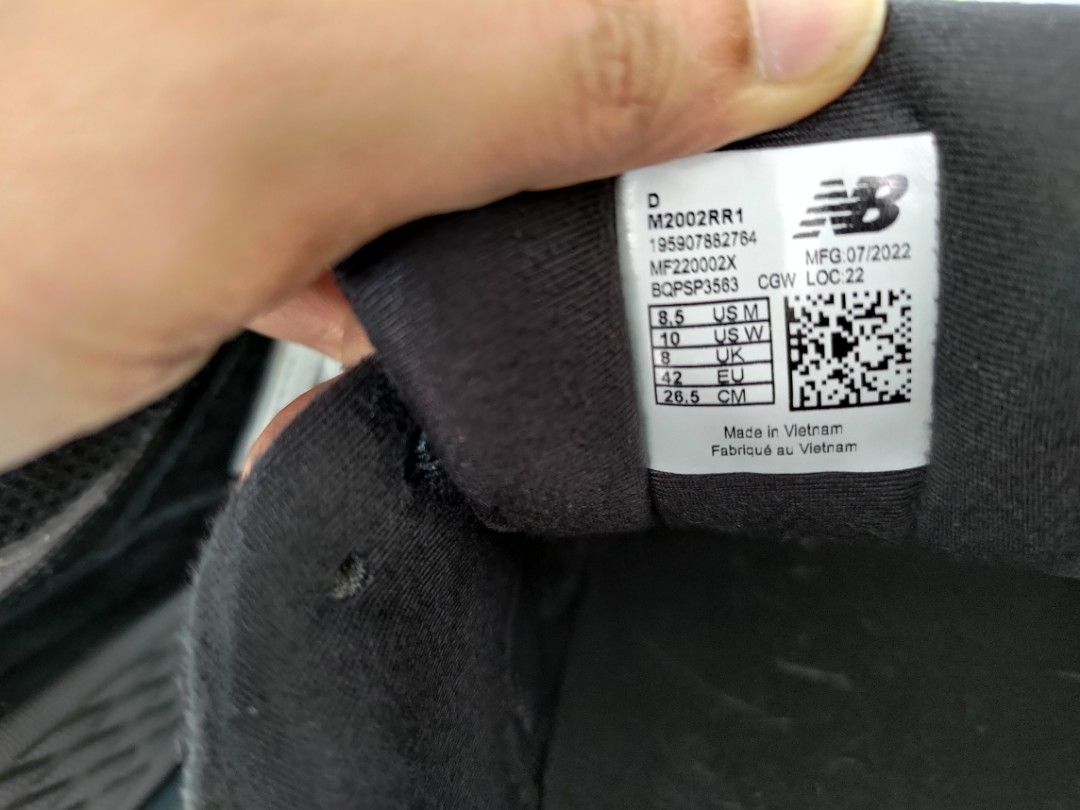 D
M2002RR1
195907882764
MF220002X
BQPSP3563 CGW
NB
MFG:07/2022
LOC:22
8.5 US M
10 US W
8 UK
42 EU
26.5 CM
Made in Vietnam
Fabriqué au Vietnam